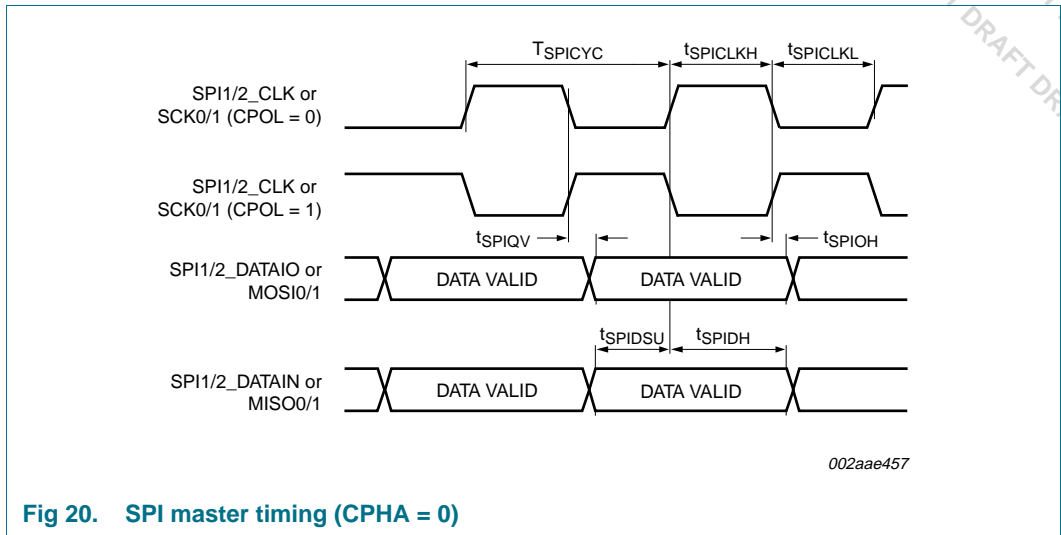 T DRAFT DRA
TSPICYC
tSPICLKH
tSPICLKL
SPI1/2_CLK or
SCK0/1 (CPOL = 0)
SPI1/2_CLK or
SCK0/1 (CPOL = 1)
tSPIQV
tSPIOH
SPI1/2_DATAIO or
MOSI0/1
DATA VALID
DATA VALID
tSPIDSU
tSPIDH
SPI1/2_DATAIN or
MISO0/1
DATA VALID
DATA VALID
002aae457
Fig 20. SPI master timing (CPHA = 0)